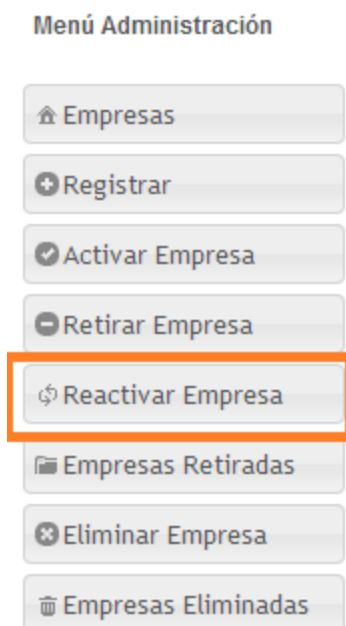 Menú Administración
Empresas
Registrar
Activar Empresa
Retirar Empresa
Reactivar Empresa
Empresas Retiradas
Eliminar Empresa
Empresas Eliminadas